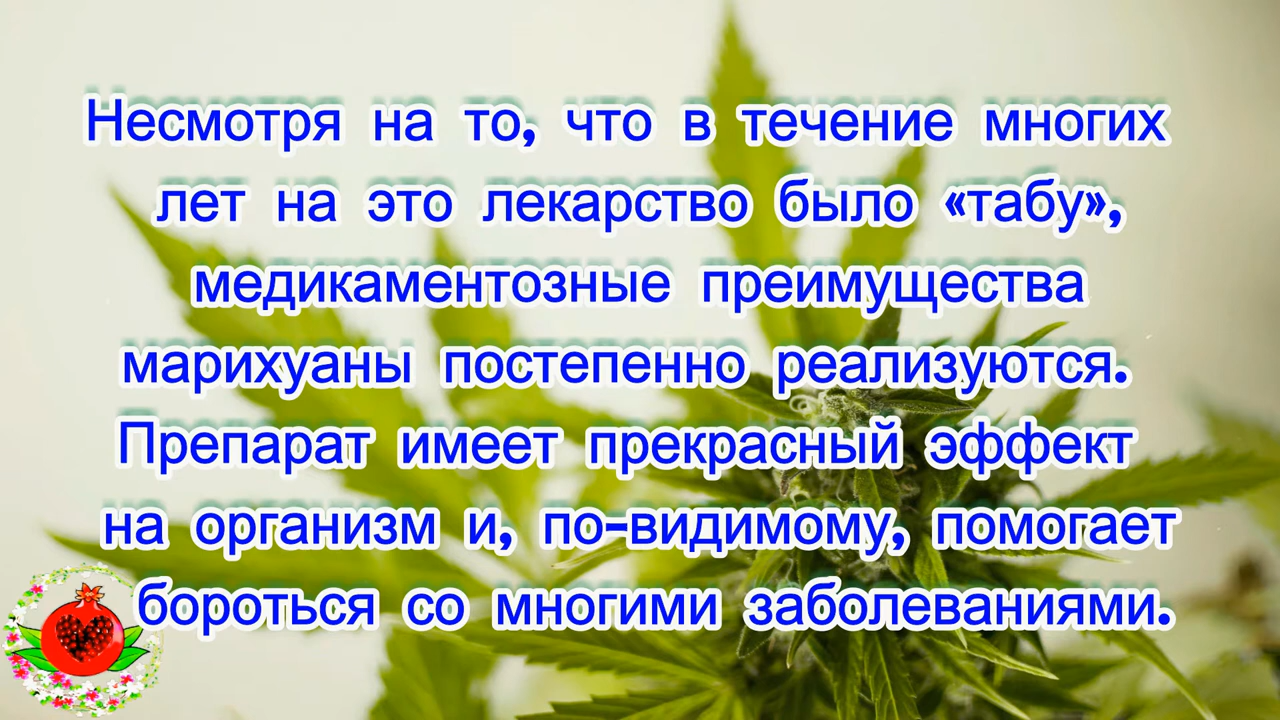 Несмотря на то, что в течение многих
лет на это лекарство было «табу»,
медикаментозные преимущества
марихуаны постепенно реализуются.
Препарат имеет прекрасный эффект
на организм и, по-видимому, помогает
бороться со многими заболеваниями.